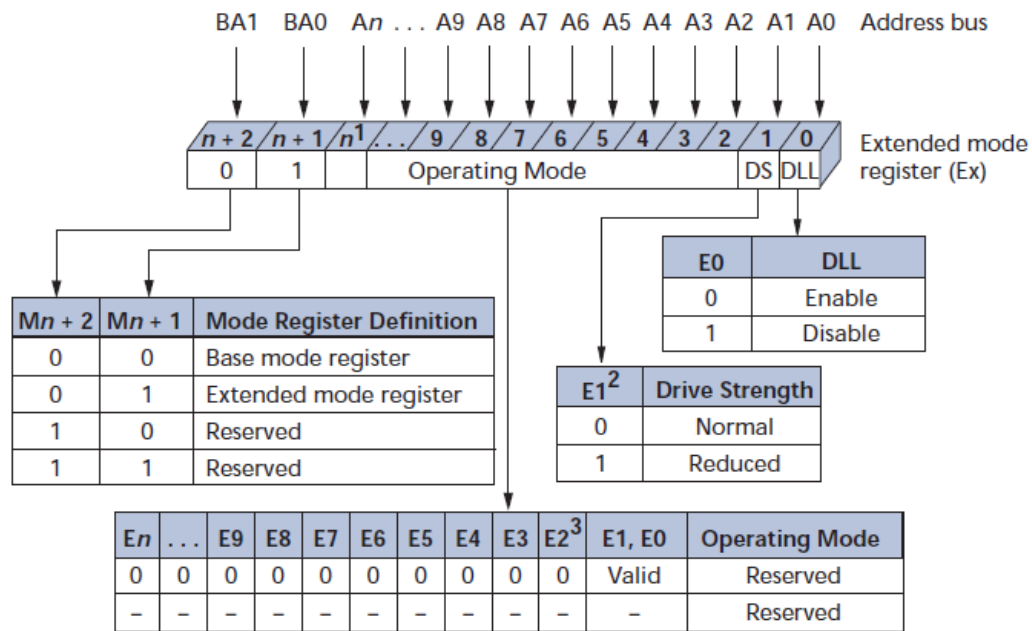 BA1 BA0 An ... A9 A8 A7 A6 A5 A4 A3 A2 A1 A0 Address bus
n + 2 n + 1 n1 ... 9 8 7 6 5 4 3 2 1 0
Extended mode
register (Ex)
0 1 Operating Mode DS DLL
E0 DLL
0 Enable
1 Disable
Mn + 2 Mn + 1 Mode Register Definition
0 0 Base mode register
0 1 Extended mode register
1 0 Reserved
1 1 Reserved
E1² Drive Strength
0 Normal
1 Reduced
En ... E9 E8 E7 E6 E5 E4 E3 E2³ E1, E0 Operating Mode
0 0 0 0 0 0 0 0 0 0 Valid Reserved
– – – – – – – – – – – Reserved